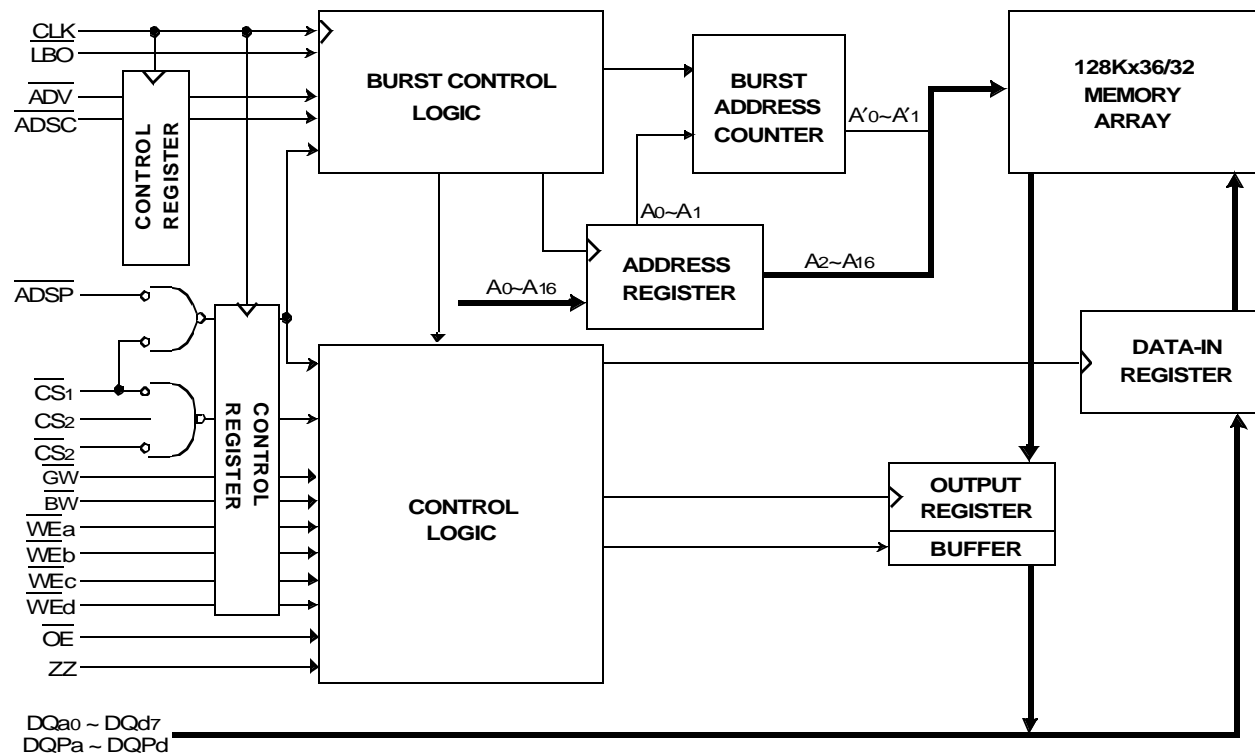 CLK
LBO
ADV
ADSC
CONTROL
REGISTER
BURST CONTROL
LOGIC
BURST
ADDRESS
COUNTER
A′0~A′1
128Kx36/32
MEMORY
ARRAY
A0~A1
ADDRESS
REGISTER
A2~A16
A0~A16
ADSP
CS1
CS2
CS2
GW
BW
WEa
WEb
WEc
WEd
OE
ZZ
CONTROL
REGISTER
CONTROL
LOGIC
DATA-IN
REGISTER
OUTPUT
REGISTER
BUFFER
DQa0 ~ DQd7
DQPa ~ DQPd